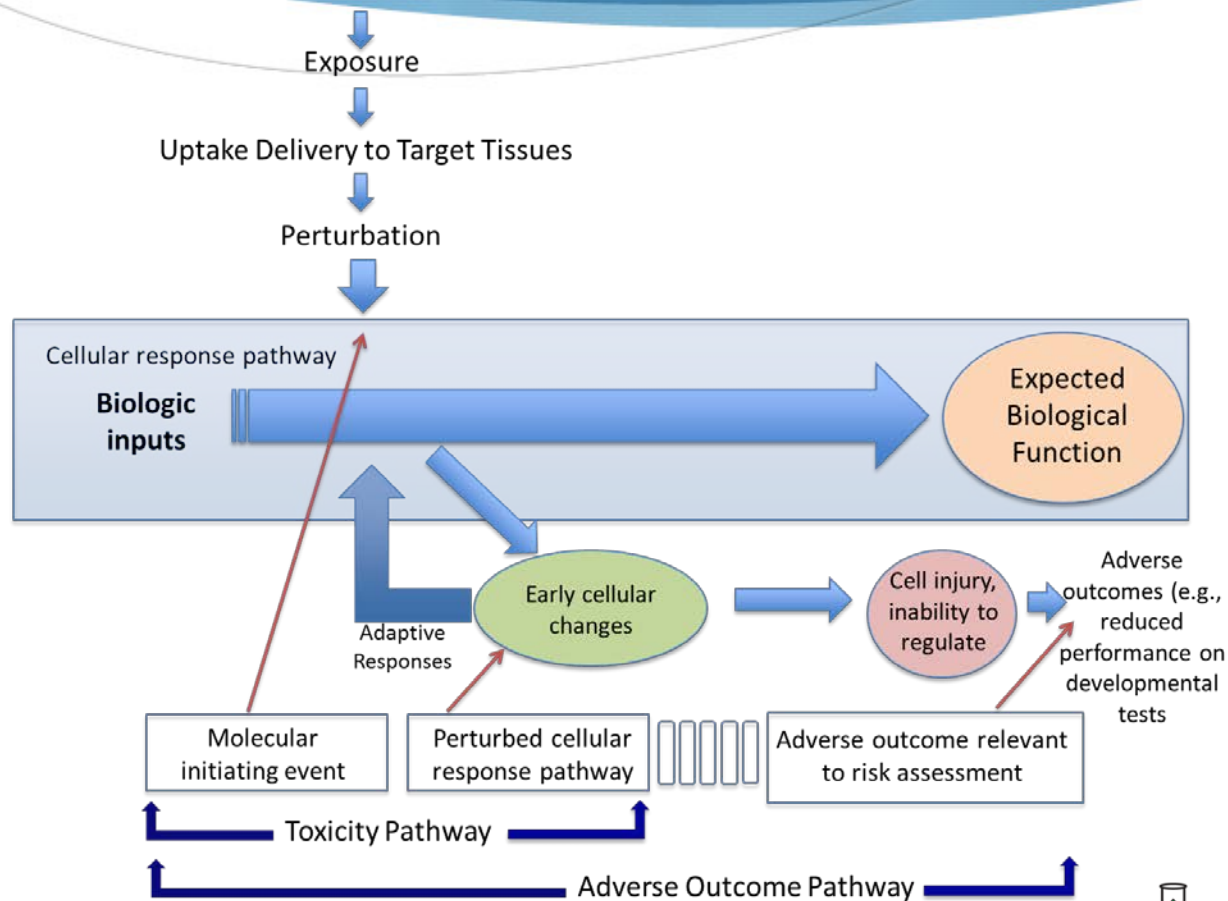 Exposure
Uptake Delivery to Target Tissues
Perturbation
Cellular response pathway
Biologic
inputs
Expected
Biological
Function
Early cellular
changes
Adaptive
Responses
Cell injury,
inability to
regulate
Adverse
outcomes (e.g.,
reduced
performance on
developmental
tests
Molecular
initiating event
Perturbed cellular
response pathway
Adverse outcome relevant
to risk assessment
Toxicity Pathway
Adverse Outcome Pathway